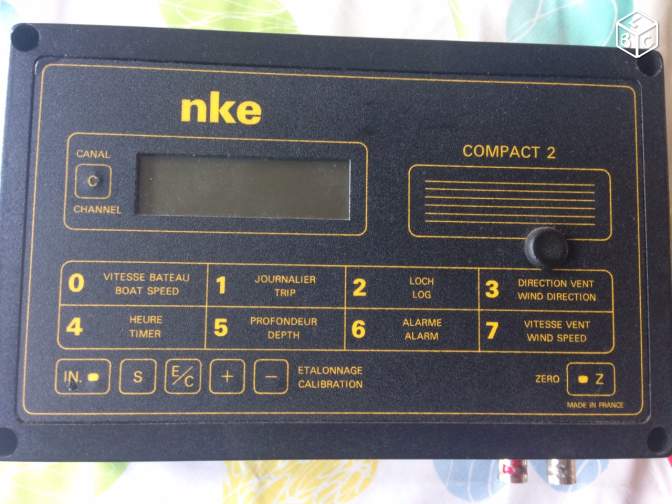 nke
COMPACT 2
CANAL
C
CHANNEL
0 VITESSE BATEAU
BOAT SPEED
1 JOURNALIER
TRIP
2 LOCH
LOG
3 DIRECTION VENT
WIND DIRECTION
4 HEURE
TIMER
5 PROFONDEUR
DEPTH
6 ALARME
ALARM
7 VITESSE VENT
WIND SPEED
IN. S E/C + − ETALONNAGE
CALIBRATION
ZERO Z
MADE IN FRANCE